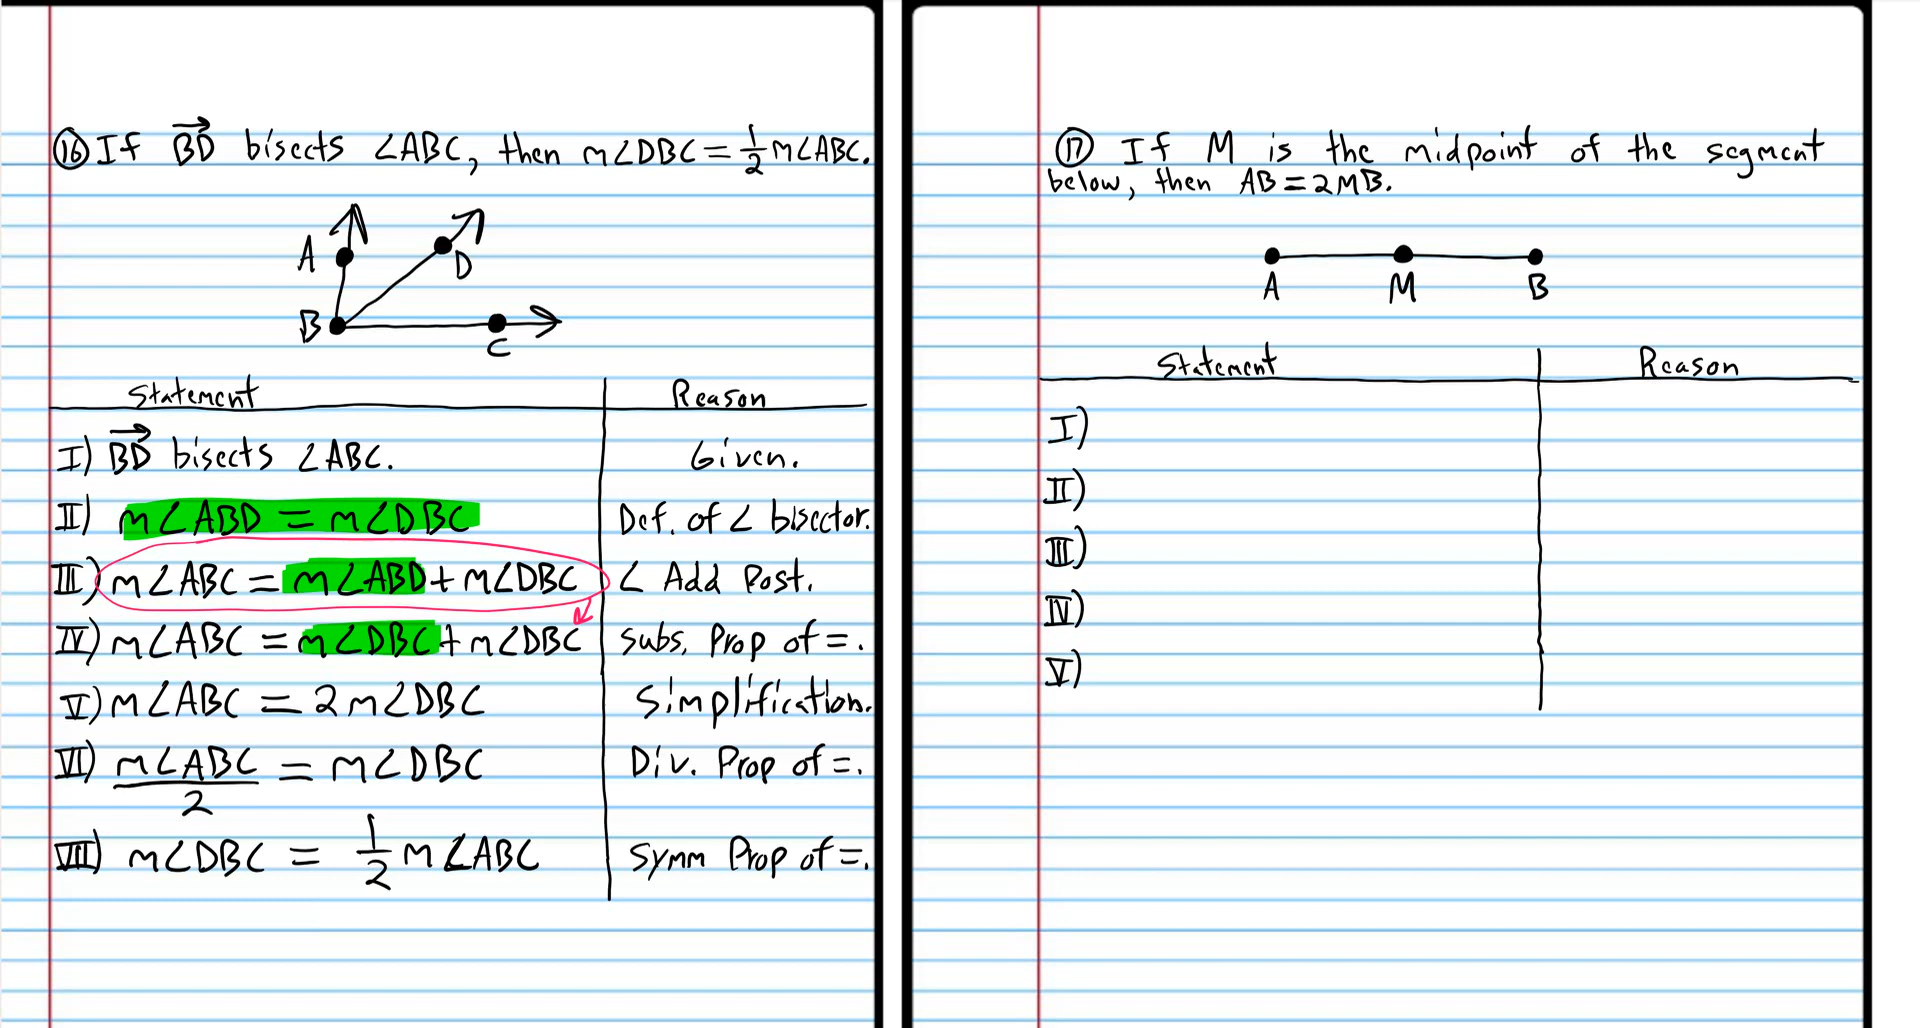 ⑯ If BD bisects ∠ABC, then m∠DBC = 1/2 m∠ABC.
A
D
B
C
Statement Reason
I) BD bisects ∠ABC. Given.
II) m∠ABD = m∠DBC Def. of ∠ bisector.
III) m∠ABC = m∠ABD + m∠DBC ∠ Add Post.
IV) m∠ABC = m∠DBC + m∠DBC Subs. Prop of =.
V) m∠ABC = 2m∠DBC Simplification.
VI) m∠ABC/2 = m∠DBC Div. Prop of =.
VII) m∠DBC = 1/2 m∠ABC Symm Prop of =.
⑰ If M is the midpoint of the segment
below, then AB = 2MB.
A M B
Statement Reason
I)
II)
III)
IV)
V)